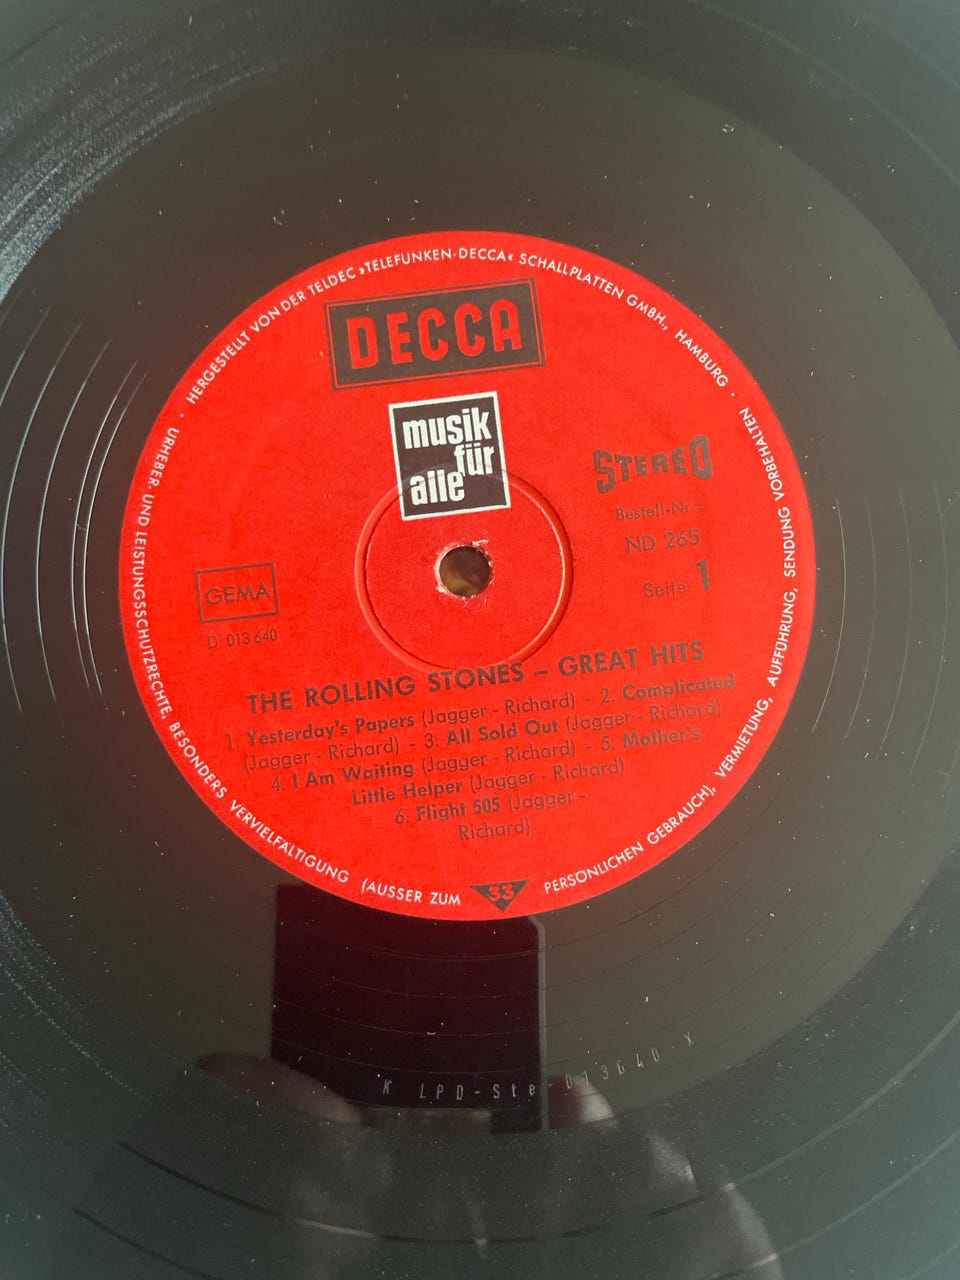 HERGESTELLT VON DER TELDEC »TELEFUNKEN-DECCA« SCHALLPLATTEN GMBH., HAMBURG ·
URHEBER- UND LEISTUNGSSCHUTZRECHTE, BESONDERS VERVIELFÄLTIGUNG (AUSSER ZUM PERSÖNLICHEN GEBRAUCH), VERMIETUNG, AUFFÜHRUNG, SENDUNG VORBEHALTEN ·
DECCA
musik
für
alle
STEREO
Bestell-Nr.:
ND 265
Seite 1
GEMA
D 013 640
THE ROLLING STONES – GREAT HITS
1. Yesterday's Papers (Jagger - Richard) - 2. Complicated
(Jagger - Richard) - 3. All Sold Out (Jagger - Richard)
4. I Am Waiting (Jagger - Richard) - 5. Mother's
Little Helper (Jagger - Richard)
6. Flight 505 (Jagger -
Richard)
33
K LPD-Ste-013640-X